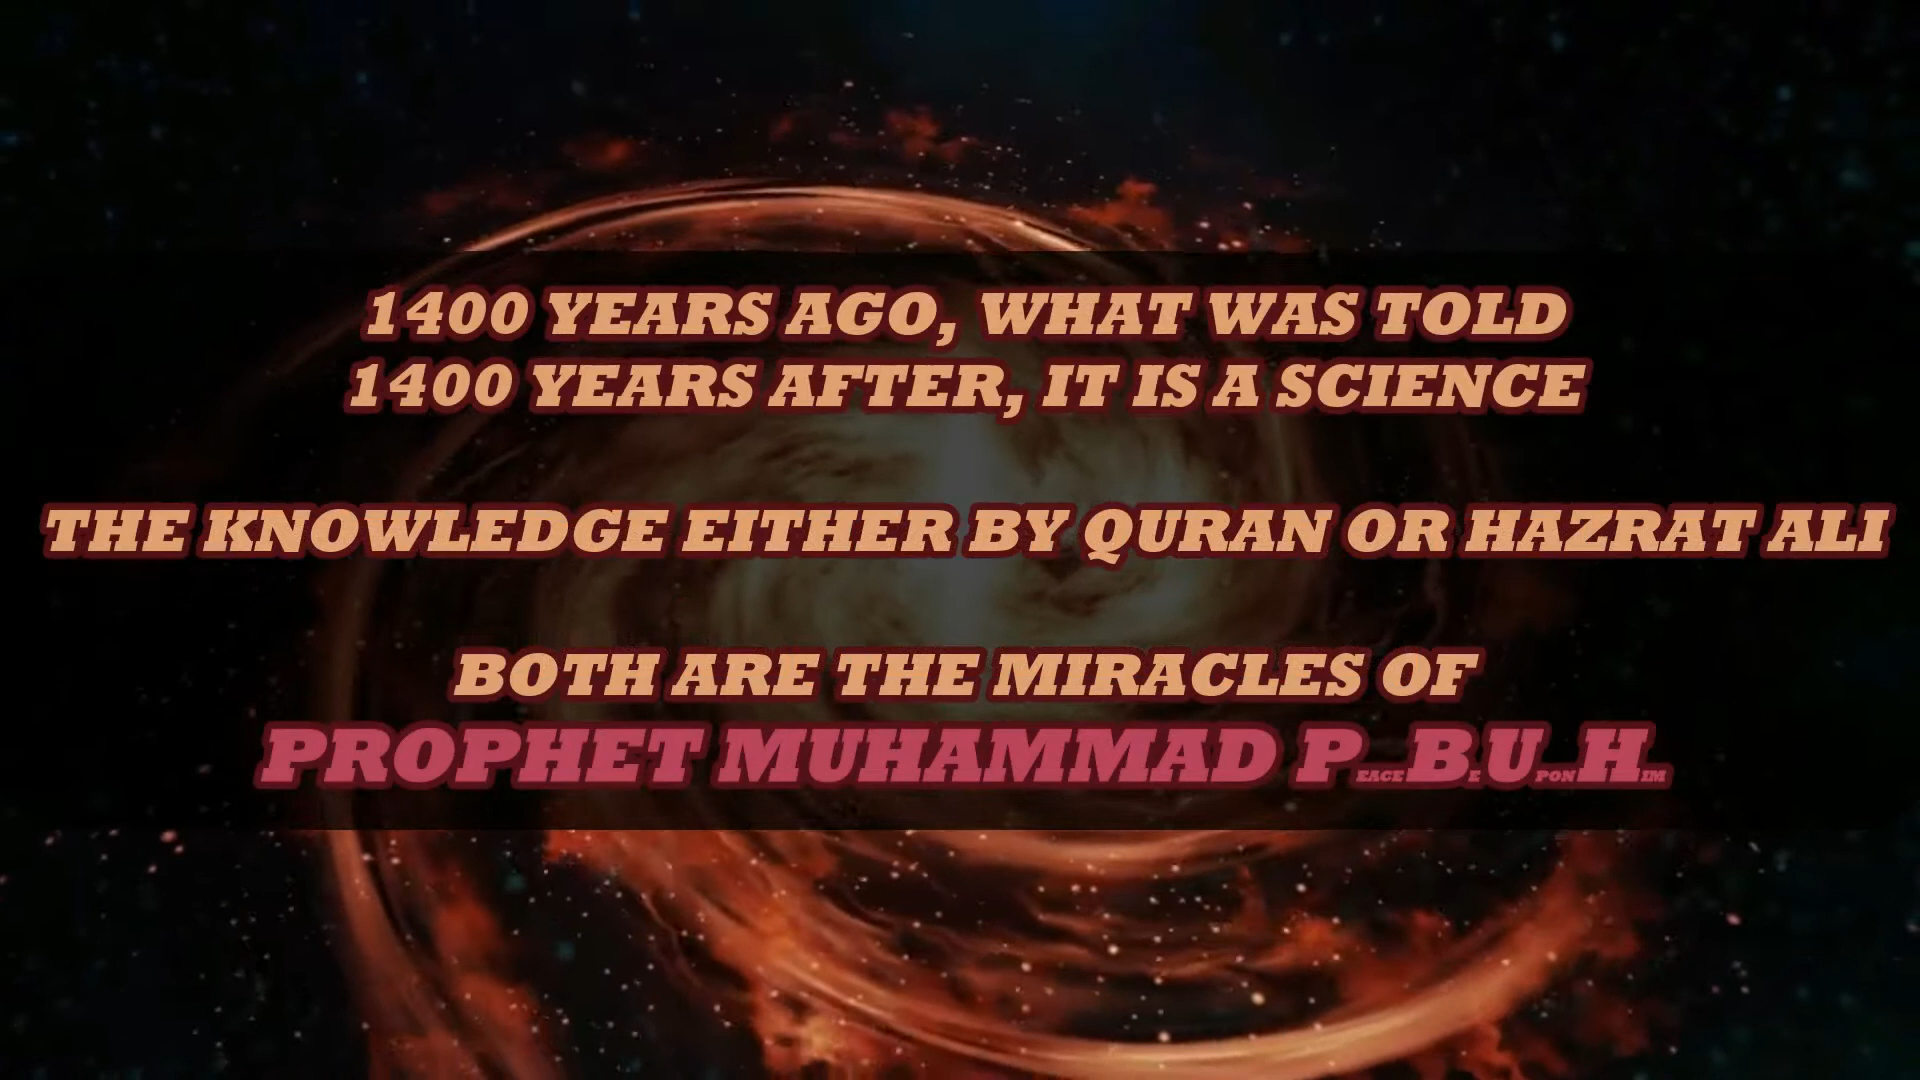 1400 YEARS AGO, WHAT WAS TOLD
1400 YEARS AFTER, IT IS A SCIENCE
THE KNOWLEDGE EITHER BY QURAN OR HAZRAT ALI
BOTH ARE THE MIRACLES OF
PROPHET MUHAMMAD PEACE BE UPON HIM